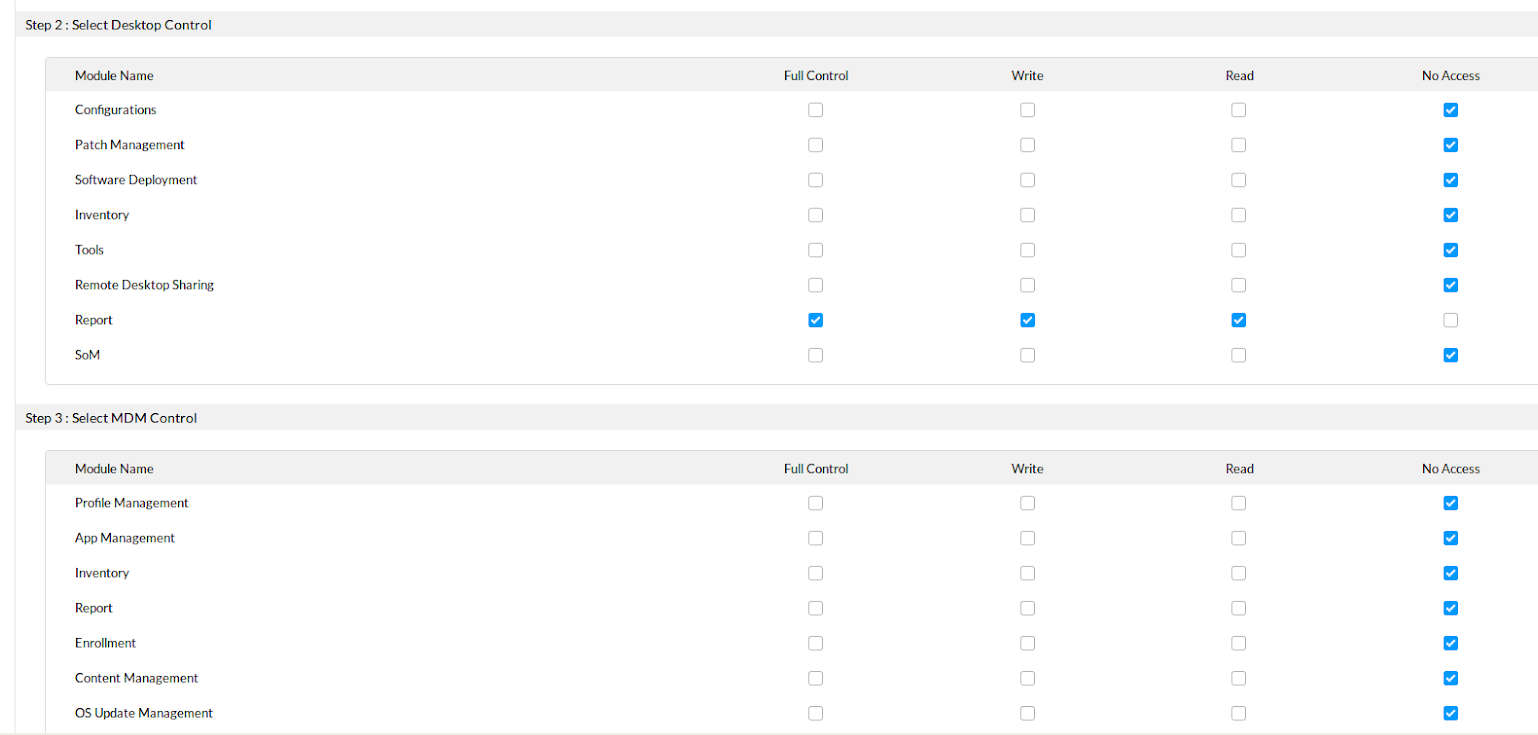 Step 2 : Select Desktop Control
Module Name Full Control Write Read No Access
Configurations
Patch Management
Software Deployment
Inventory
Tools
Remote Desktop Sharing
Report
SoM
Step 3 : Select MDM Control
Module Name Full Control Write Read No Access
Profile Management
App Management
Inventory
Report
Enrollment
Content Management
OS Update Management